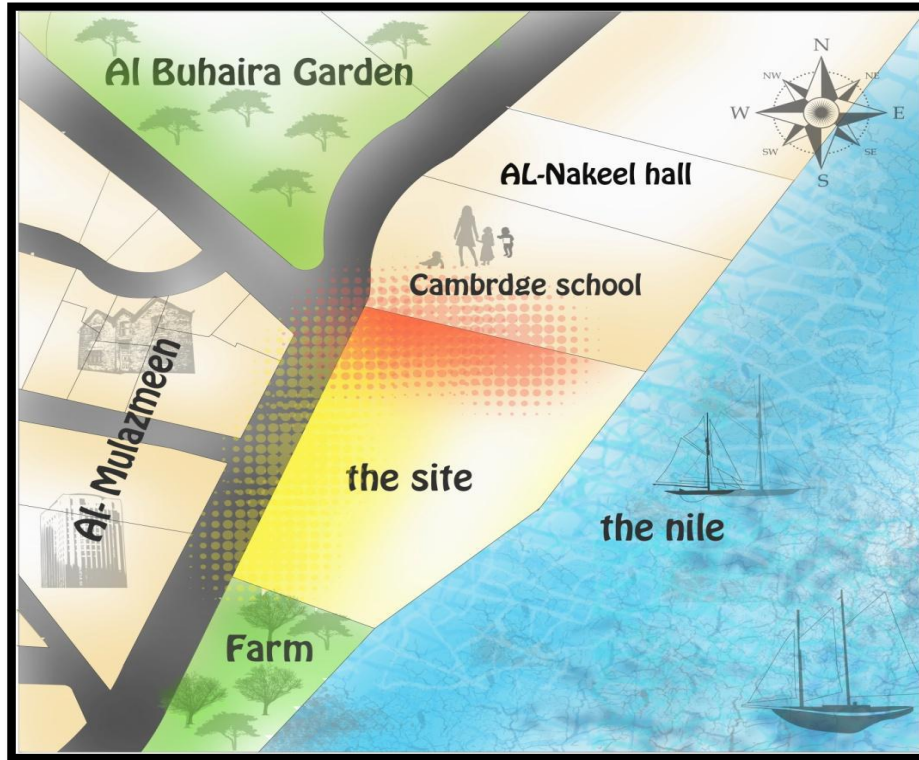 Al Buhaira Garden
N
NW
NE
W
E
SW
SE
S
AL-Nakeel hall
Cambrdge school
Al- Mulazmeen
the site
the nile
Farm